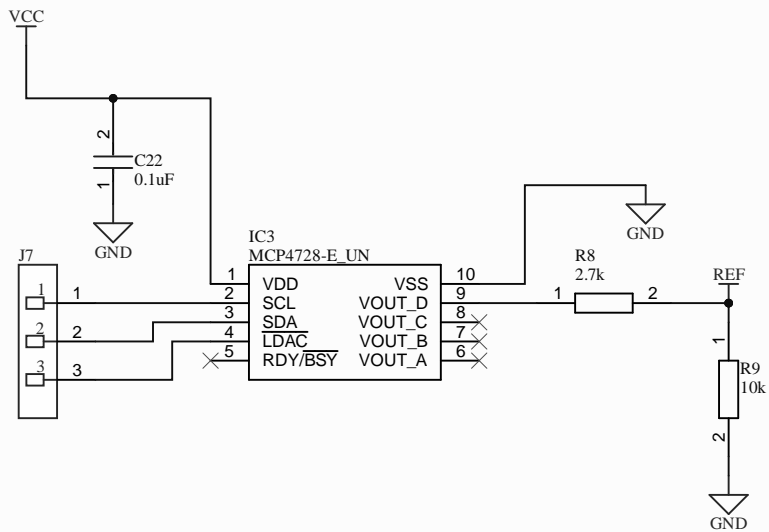 VCC
2
C22
0.1uF
1
GND
GND
J7
1
1
2
2
3
3
IC3
MCP4728-E_UN
1
VDD
2
SCL
3
SDA
4
LDAC
5
RDY/BSY
VSS
10
VOUT_D
9
VOUT_C
8
VOUT_B
7
VOUT_A
6
R8
2.7k
1
2
REF
1
R9
10k
2
GND